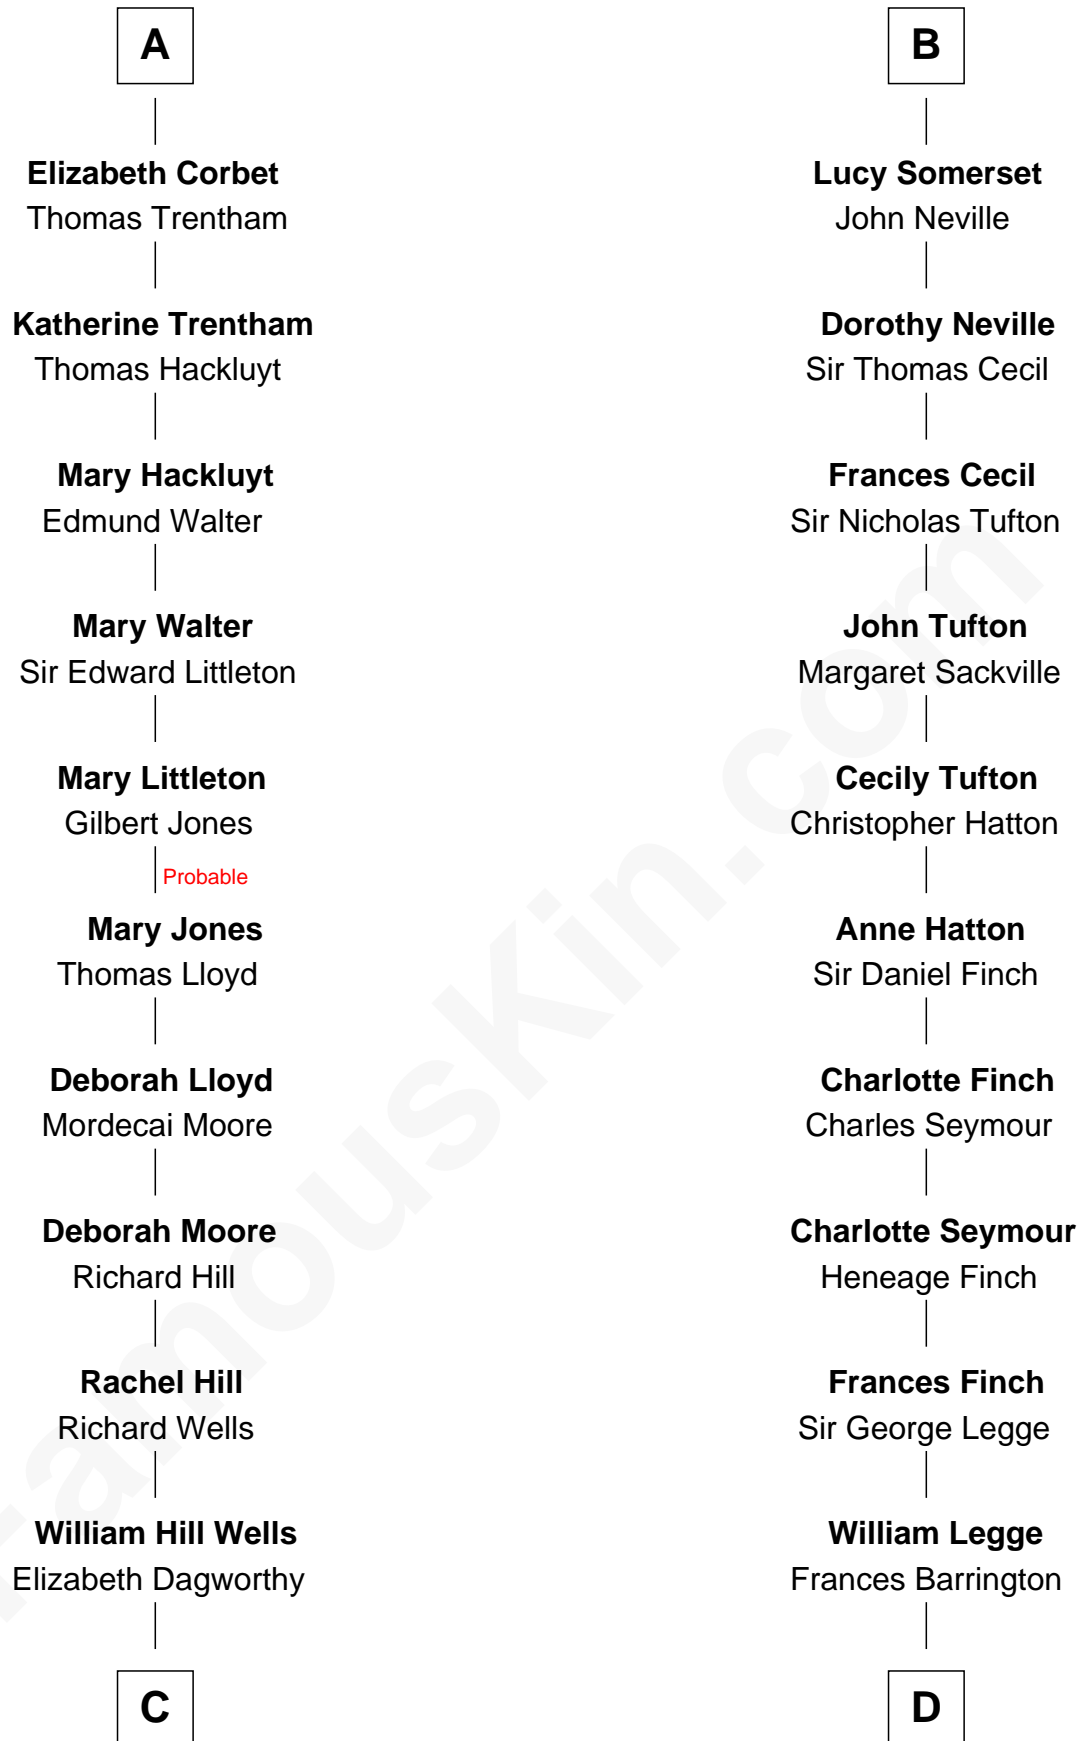 A
Elizabeth Corbet
Thomas Trentham
Katherine Trentham
Thomas Hackluyt
Mary Hackluyt
Edmund Walter
Mary Walter
Sir Edward Littleton
Mary Littleton
Gilbert Jones
Probable
Mary Jones
Thomas Lloyd
Deborah Lloyd
Mordecai Moore
Deborah Moore
Richard Hill
Rachel Hill
Richard Wells
William Hill Wells
Elizabeth Dagworthy
C
B
Lucy Somerset
John Neville
Dorothy Neville
Sir Thomas Cecil
Frances Cecil
Sir Nicholas Tufton
John Tufton
Margaret Sackville
Cecily Tufton
Christopher Hatton
Anne Hatton
Sir Daniel Finch
Charlotte Finch
Charles Seymour
Charlotte Seymour
Heneage Finch
Frances Finch
Sir George Legge
William Legge
Frances Barrington
D
FamousKin.com